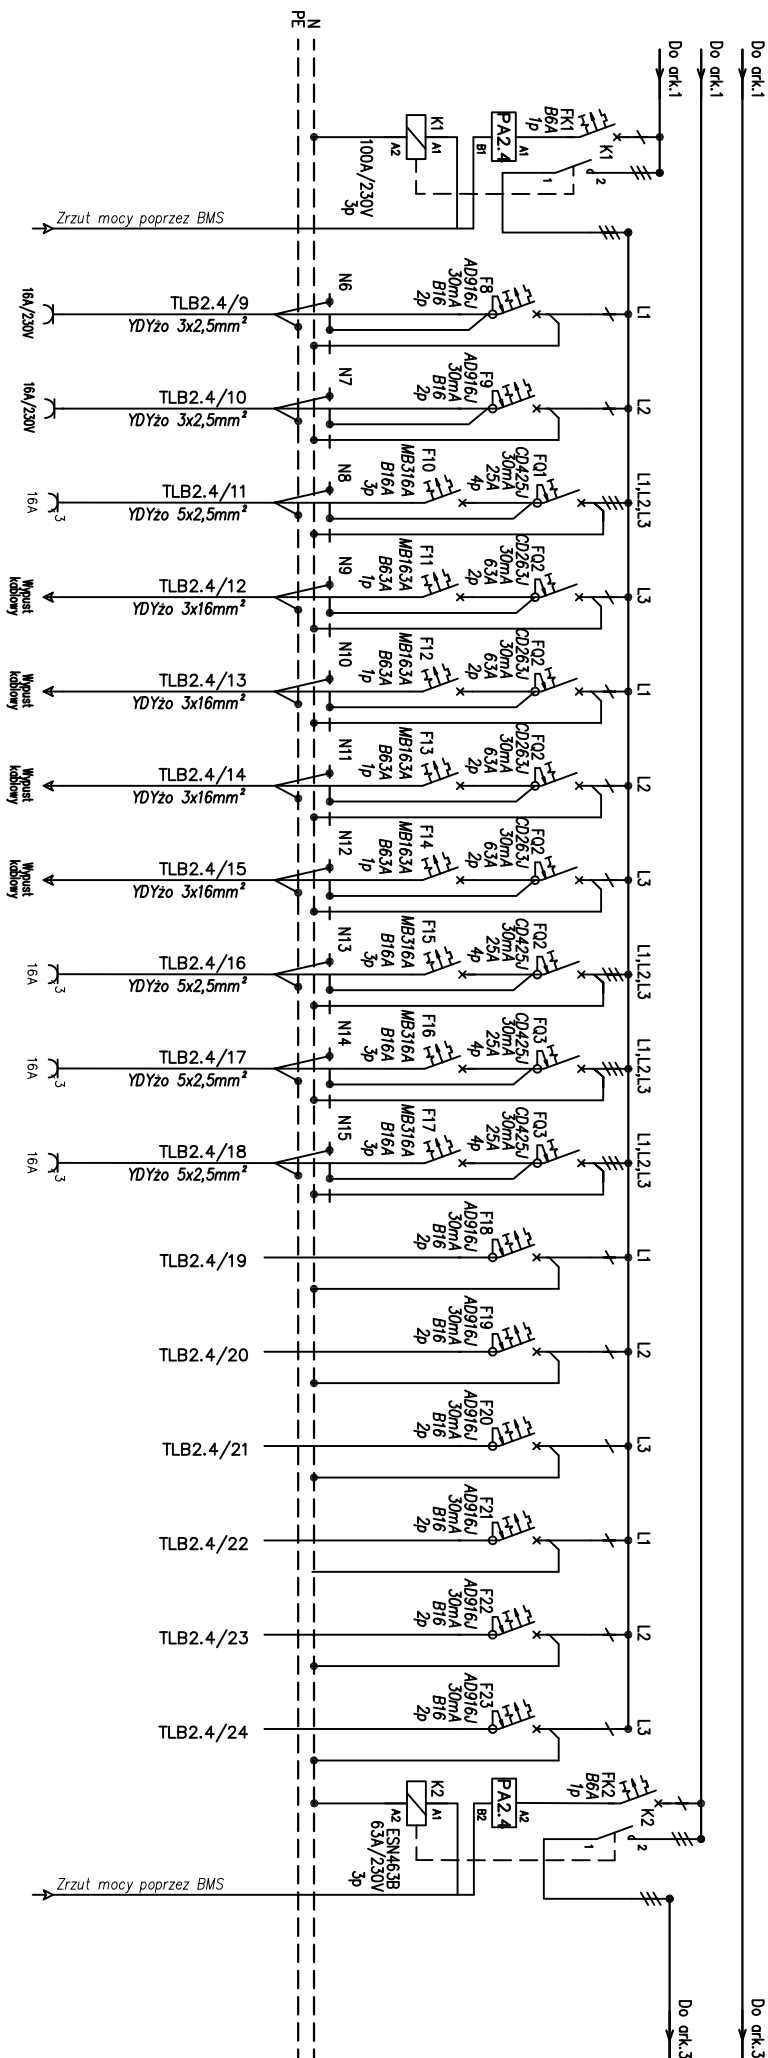 Do ark.1
Do ark.1
Do ark.1
N
PE
FK1
B6A
1p
K1
1
2
PA2.4
A1
B1
K1
A1
A2
100A/230V
3p
Zrzut mocy poprzez BMS
L1
F8
AD916J
30mA
B16
2p
N6
TLB2.4/9
YDYżo 3x2,5mm²
16A/230V
L2
F9
AD916J
30mA
B16
2p
N7
TLB2.4/10
YDYżo 3x2,5mm²
16A/230V
L1,L2,L3
FQ1
CD425J
30mA
25A
4p
F10
MB316A
B16A
3p
N8
TLB2.4/11
YDYżo 5x2,5mm²
16A
3
L3
FQ2
CD263J
30mA
63A
2p
F11
MB163A
B63A
1p
N9
TLB2.4/12
YDYżo 3x16mm²
Wypust
kablowy
L1
FQ2
CD263J
30mA
63A
2p
F12
MB163A
B63A
1p
N10
TLB2.4/13
YDYżo 3x16mm²
Wypust
kablowy
L2
FQ2
CD263J
30mA
63A
2p
F13
MB163A
B63A
1p
N11
TLB2.4/14
YDYżo 3x16mm²
Wypust
kablowy
L3
FQ2
CD263J
30mA
63A
2p
F14
MB163A
B63A
1p
N12
TLB2.4/15
YDYżo 3x16mm²
Wypust
kablowy
L1,L2,L3
FQ2
CD425J
30mA
25A
4p
F15
MB316A
B16A
3p
N13
TLB2.4/16
YDYżo 5x2,5mm²
16A
3
L1,L2,L3
FQ3
CD425J
30mA
25A
4p
F16
MB316A
B16A
3p
N14
TLB2.4/17
YDYżo 5x2,5mm²
16A
3
L1,L2,L3
FQ3
CD425J
30mA
25A
4p
F17
MB316A
B16A
3p
N15
TLB2.4/18
YDYżo 5x2,5mm²
16A
3
L1
F18
AD916J
30mA
B16
2p
TLB2.4/19
L2
F19
AD916J
30mA
B16
2p
TLB2.4/20
L3
F20
AD916J
30mA
B16
2p
TLB2.4/21
L1
F21
AD916J
30mA
B16
2p
TLB2.4/22
L2
F22
AD916J
30mA
B16
2p
TLB2.4/23
L3
F23
AD916J
30mA
B16
2p
TLB2.4/24
FK2
B6A
1p
K2
1
2
PA2.4
A2
B2
K2
A1
A2
ESN463B
63A/230V
3p
Zrzut mocy poprzez BMS
Do ark.3
Do ark.3